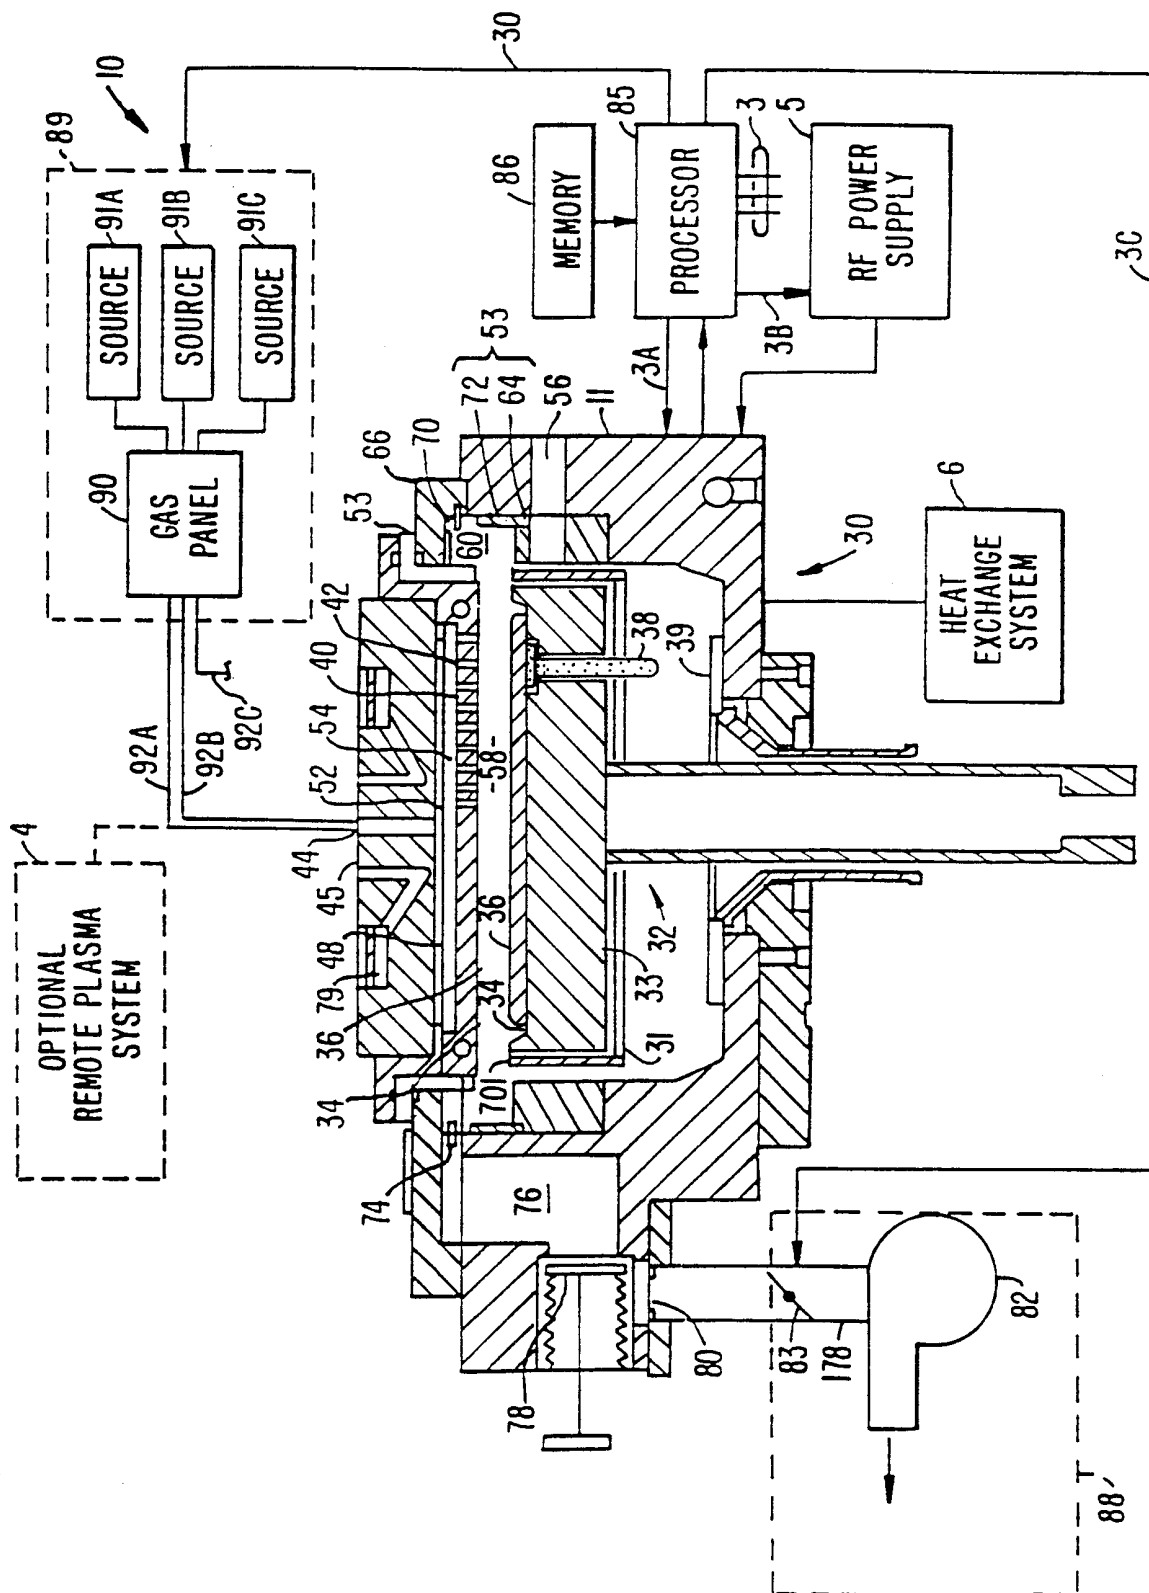 OPTIONAL
REMOTE PLASMA
SYSTEM
4
92A
92B
92C
90
GAS
PANEL
89
SOURCE
91A
SOURCE
91B
SOURCE
91C
10
30
34
36
79
48
45
44
52
54
40
42
53
66
70
60
72
64
53
56
11
74
76
78
701
34
36
-58-
31
33
32
38
39
30
3A
86
MEMORY
85
PROCESSOR
3
3B
5
RF POWER
SUPPLY
3C
6
HEAT
EXCHANGE
SYSTEM
80
83
178
82
88'